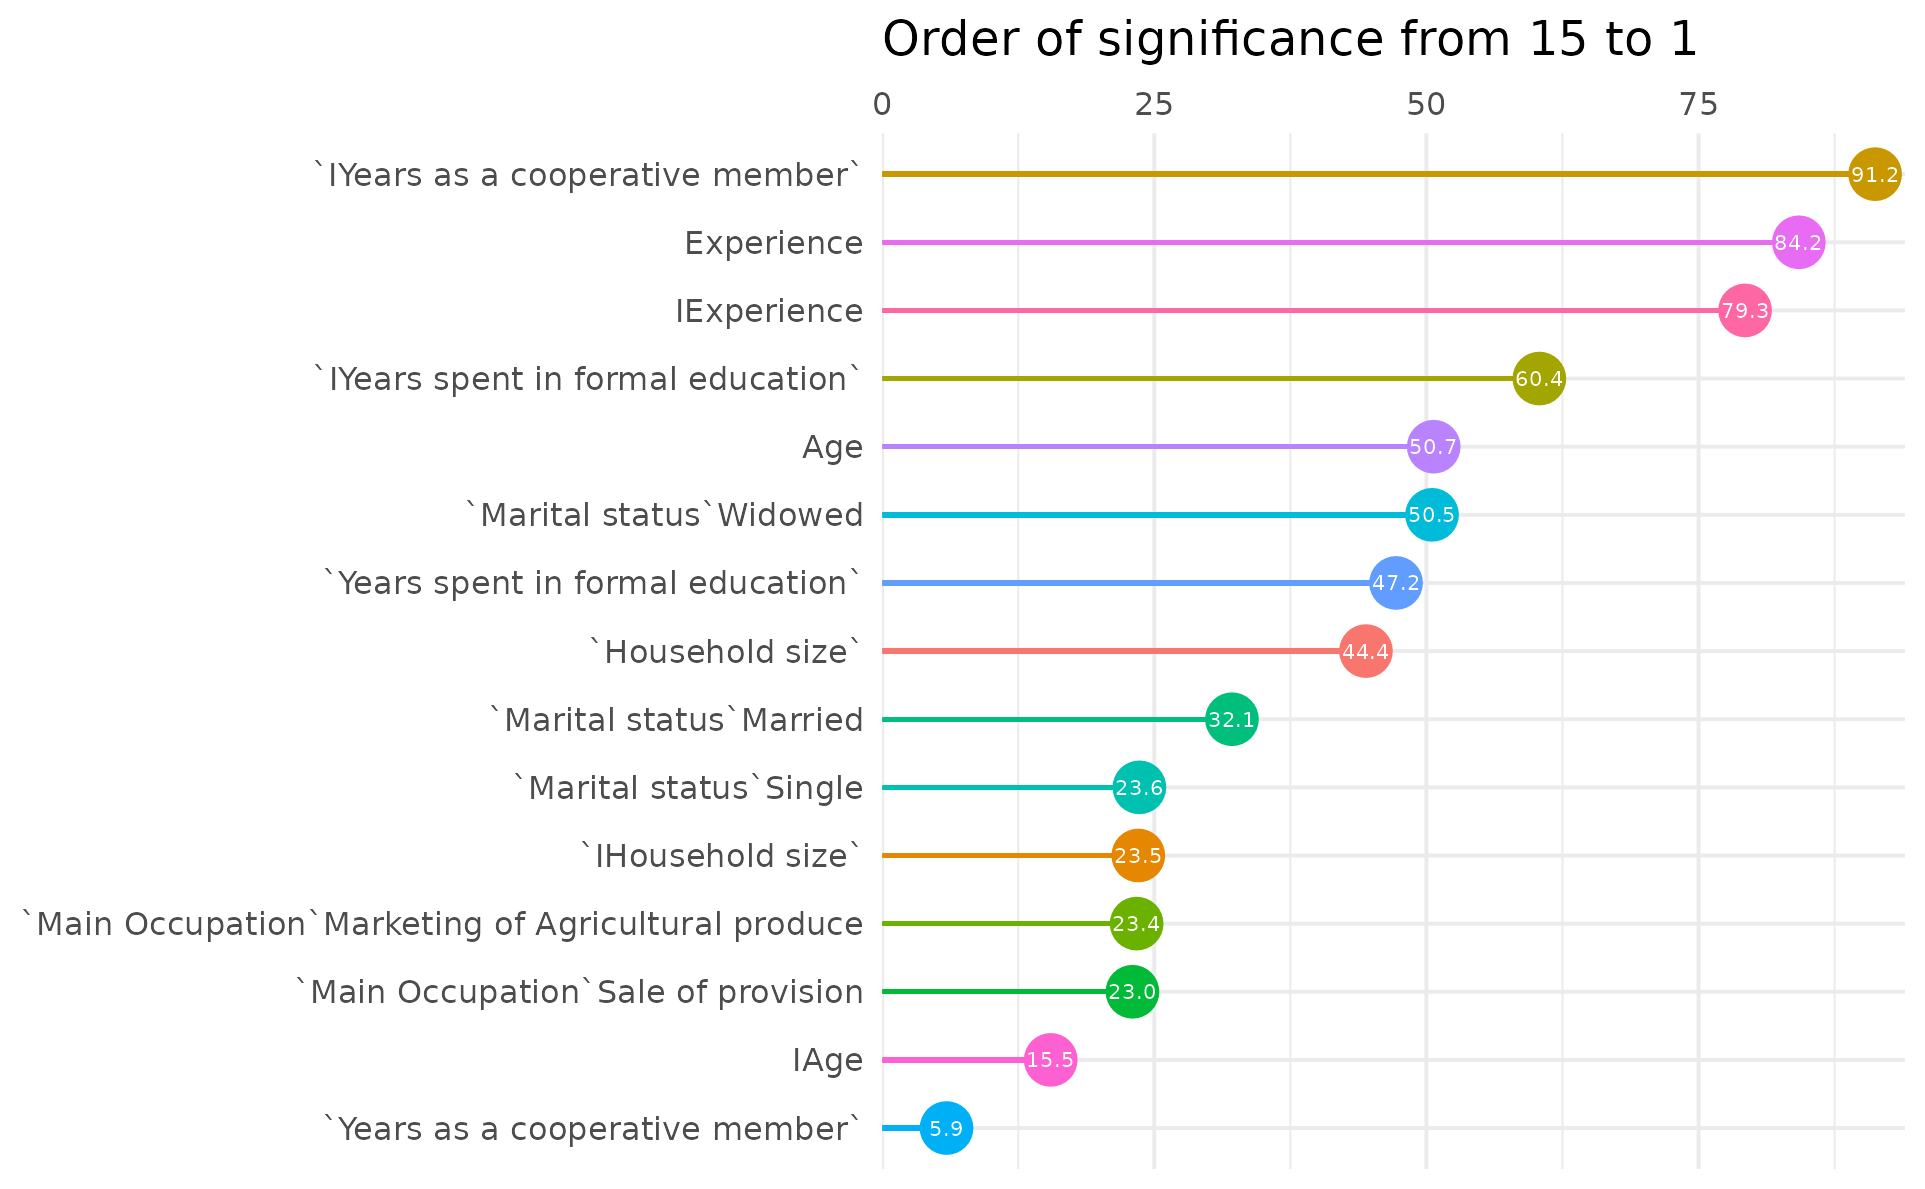 Order of significance from 15 to 1
0 25 50 75
`IYears as a cooperative member` 91.2
Experience 84.2
IExperience 79.3
`IYears spent in formal education` 60.4
Age 50.7
`Marital status`Widowed 50.5
`Years spent in formal education` 47.2
`Household size` 44.4
`Marital status`Married 32.1
`Marital status`Single 23.6
`IHousehold size` 23.5
`Main Occupation`Marketing of Agricultural produce 23.4
`Main Occupation`Sale of provision 23.0
IAge 15.5
`Years as a cooperative member` 5.9